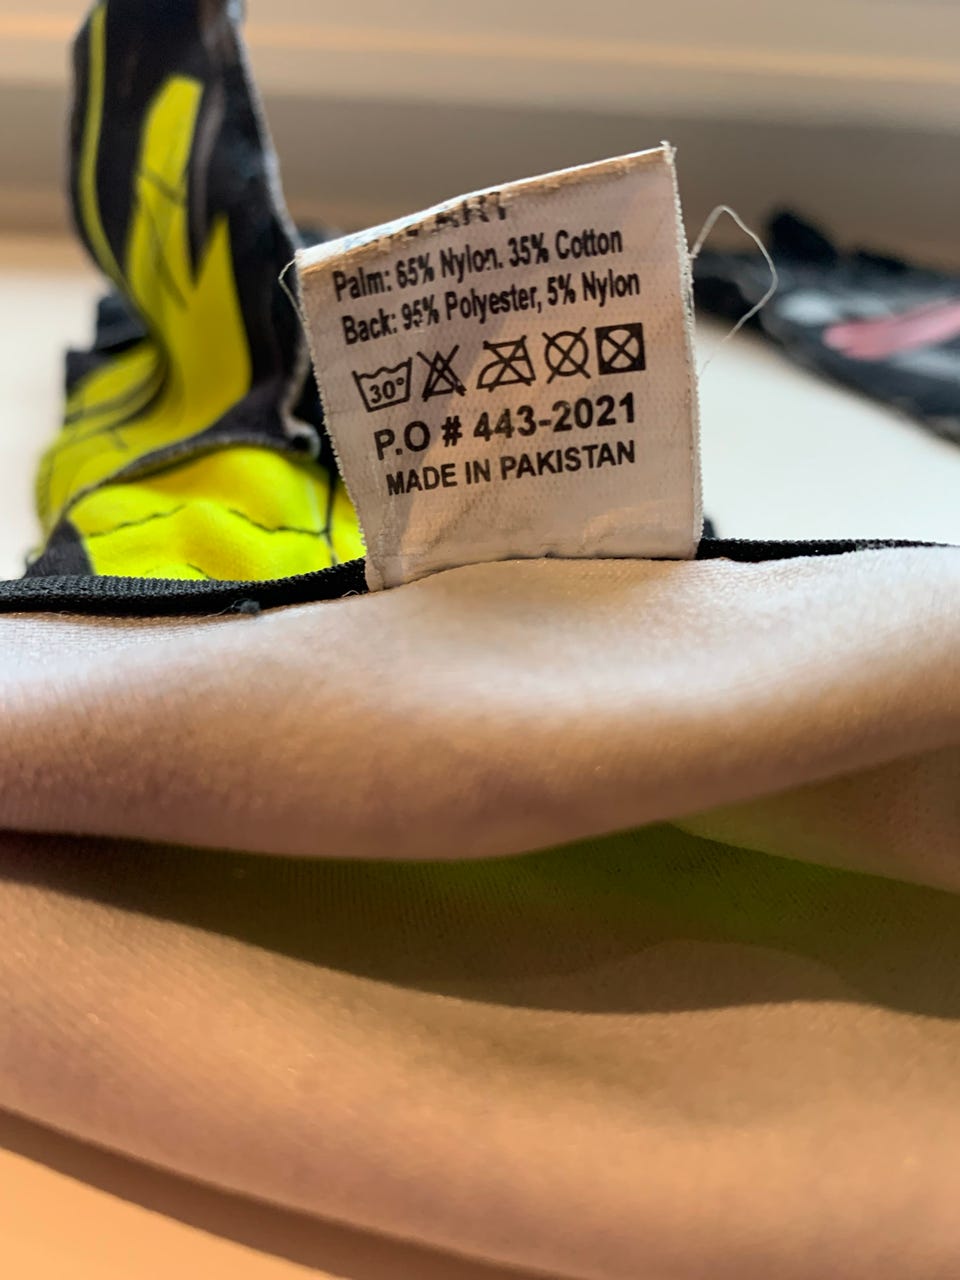 Palm: 65% Nylon. 35% Cotton
Back: 95% Polyester, 5% Nylon
30°
P.O # 443-2021
MADE IN PAKISTAN